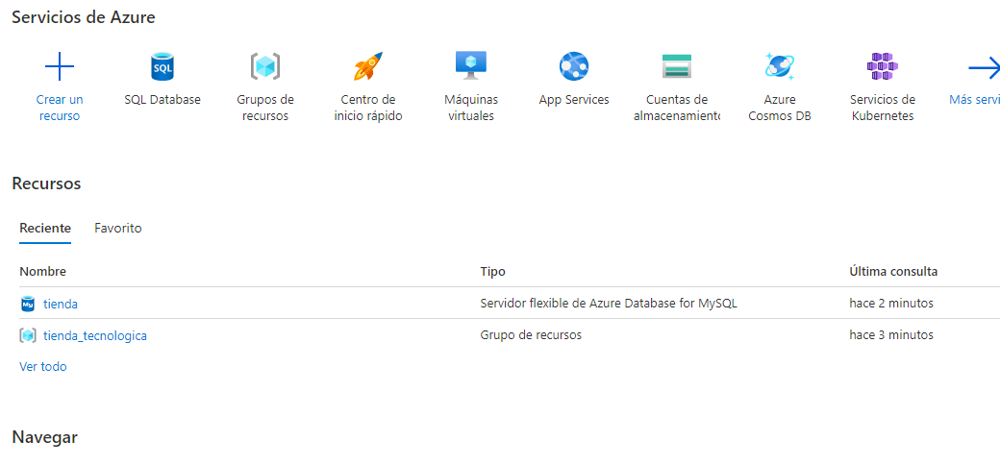 Servicios de Azure
Crear un recurso
SQL
SQL Database
Grupos de recursos
Centro de inicio rápido
Máquinas virtuales
App Services
Cuentas de almacenamiento
Azure Cosmos DB
Servicios de Kubernetes
Más servi
Recursos
Reciente Favorito
Nombre Tipo Última consulta
My tienda Servidor flexible de Azure Database for MySQL hace 2 minutos
tienda_tecnologica Grupo de recursos hace 3 minutos
Ver todo
Navegar